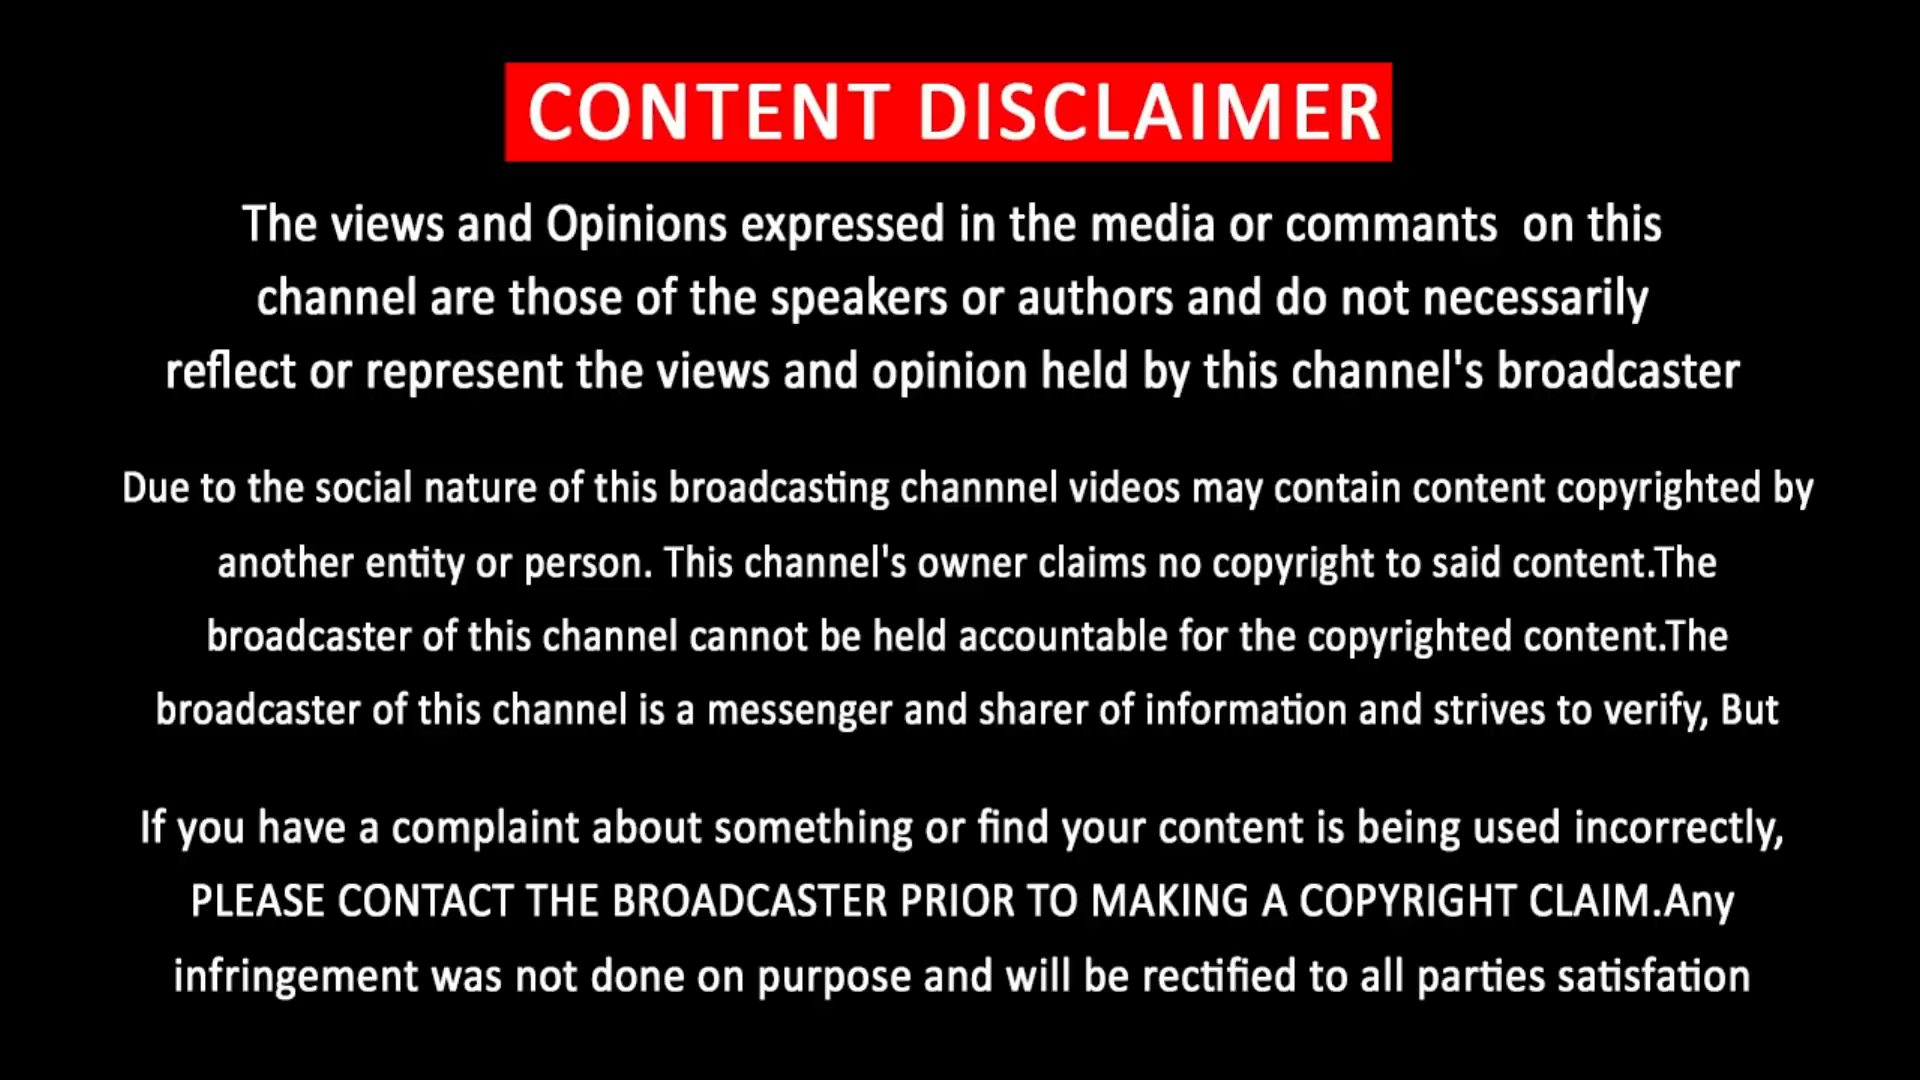 CONTENT DISCLAIMER
The views and Opinions expressed in the media or commants on this
channel are those of the speakers or authors and do not necessarily
reflect or represent the views and opinion held by this channel's broadcaster
Due to the social nature of this broadcasting channnel videos may contain content copyrighted by
another entity or person. This channel's owner claims no copyright to said content.The
broadcaster of this channel cannot be held accountable for the copyrighted content.The
broadcaster of this channel is a messenger and sharer of information and strives to verify, But
If you have a complaint about something or find your content is being used incorrectly,
PLEASE CONTACT THE BROADCASTER PRIOR TO MAKING A COPYRIGHT CLAIM.Any
infringement was not done on purpose and will be rectified to all parties satisfation